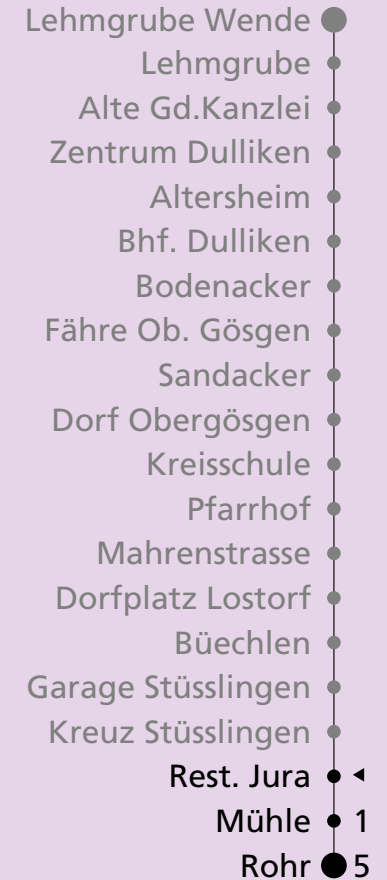 Lehmgrube Wende
Lehmgrube
Alte Gd.Kanzlei
Zentrum Dulliken
Altersheim
Bhf. Dulliken
Bodenacker
Fähre Ob. Gösgen
Sandacker
Dorf Obergösgen
Kreisschule
Pfarrhof
Mahrenstrasse
Dorfplatz Lostorf
Büechlen
Garage Stüsslingen
Kreuz Stüsslingen
Rest. Jura
Mühle 1
Rohr 5